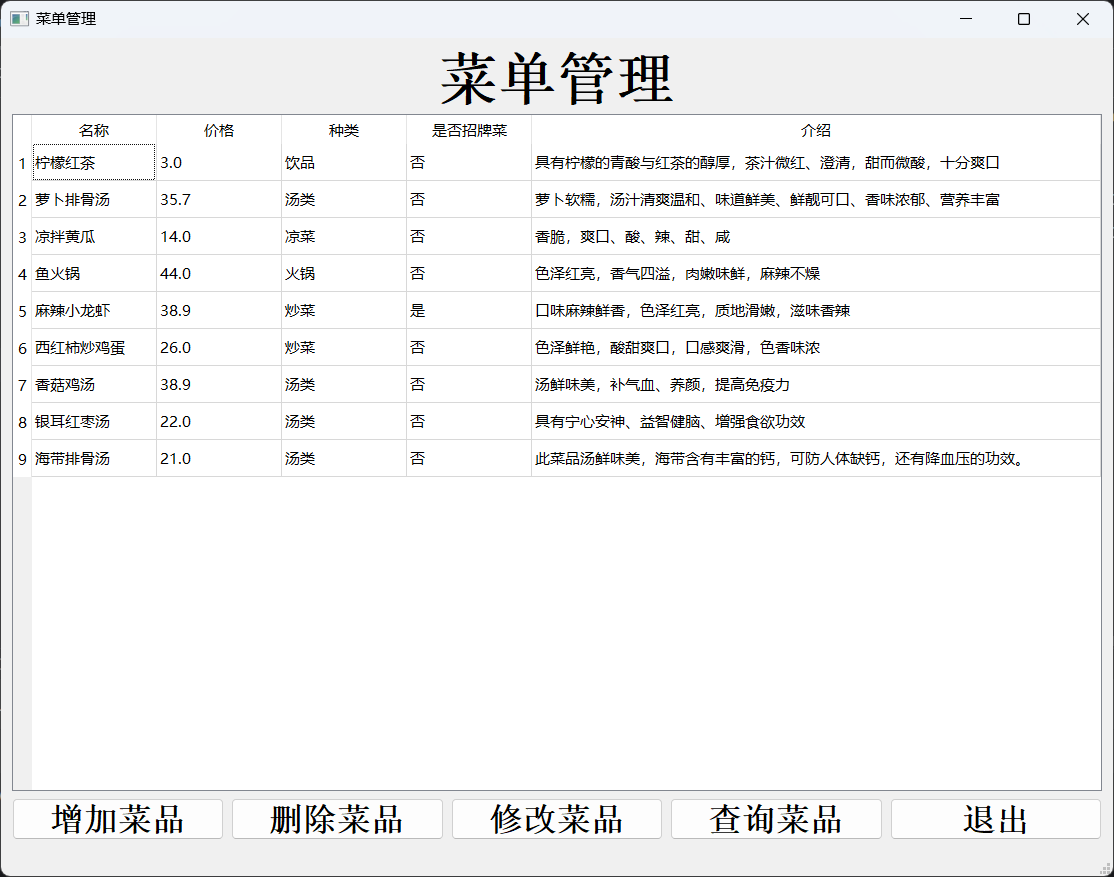 菜单管理
菜单管理
名称 价格 种类 是否招牌菜 介绍
1 柠檬红茶 3.0 饮品 否 具有柠檬的青酸与红茶的醇厚，茶汁微红、澄清，甜而微酸，十分爽口
2 萝卜排骨汤 35.7 汤类 否 萝卜软糯，汤汁清爽温和、味道鲜美、鲜靓可口、香味浓郁、营养丰富
3 凉拌黄瓜 14.0 凉菜 否 香脆，爽口、酸、辣、甜、咸
4 鱼火锅 44.0 火锅 否 色泽红亮，香气四溢，肉嫩味鲜，麻辣不燥
5 麻辣小龙虾 38.9 炒菜 是 口味麻辣鲜香，色泽红亮，质地滑嫩，滋味香辣
6 西红柿炒鸡蛋 26.0 炒菜 否 色泽鲜艳，酸甜爽口，口感爽滑，色香味浓
7 香菇鸡汤 38.9 汤类 否 汤鲜味美，补气血、养颜，提高免疫力
8 银耳红枣汤 22.0 汤类 否 具有宁心安神、益智健脑、增强食欲功效
9 海带排骨汤 21.0 汤类 否 此菜品汤鲜味美，海带含有丰富的钙，可防人体缺钙，还有降血压的功效。
增加菜品 删除菜品 修改菜品 查询菜品 退出